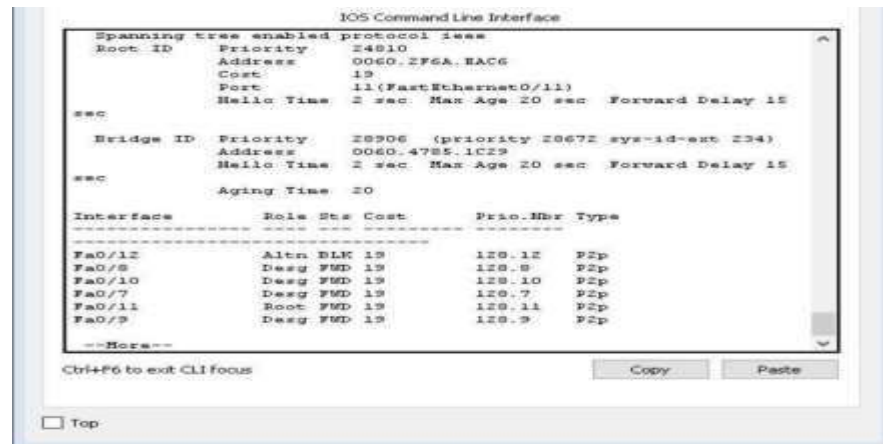 IOS Command Line Interface
Spanning tree enabled protocol ieee
Root ID Priority 24810
Address 0060.2F6A.EAC6
Cost 19
Port 11(FastEthernet0/11)
Hello Time 2 sec Max Age 20 sec Forward Delay 15
sec
Bridge ID Priority 28906 (priority 28672 sys-id-ext 234)
Address 0060.4785.1C29
Hello Time 2 sec Max Age 20 sec Forward Delay 15
sec
Aging Time 20
Interface Role Sts Cost Prio.Nbr Type
---------------- ---- --- --------- --------
--------------------------------
Fa0/12 Altn BLK 19 128.12 P2p
Fa0/8 Desg FWD 19 128.8 P2p
Fa0/10 Desg FWD 19 128.10 P2p
Fa0/7 Desg FWD 19 128.7 P2p
Fa0/11 Root FWD 19 128.11 P2p
Fa0/9 Desg FWD 19 128.9 P2p
--More--
Ctrl+F6 to exit CLI focus
Copy
Paste
Top